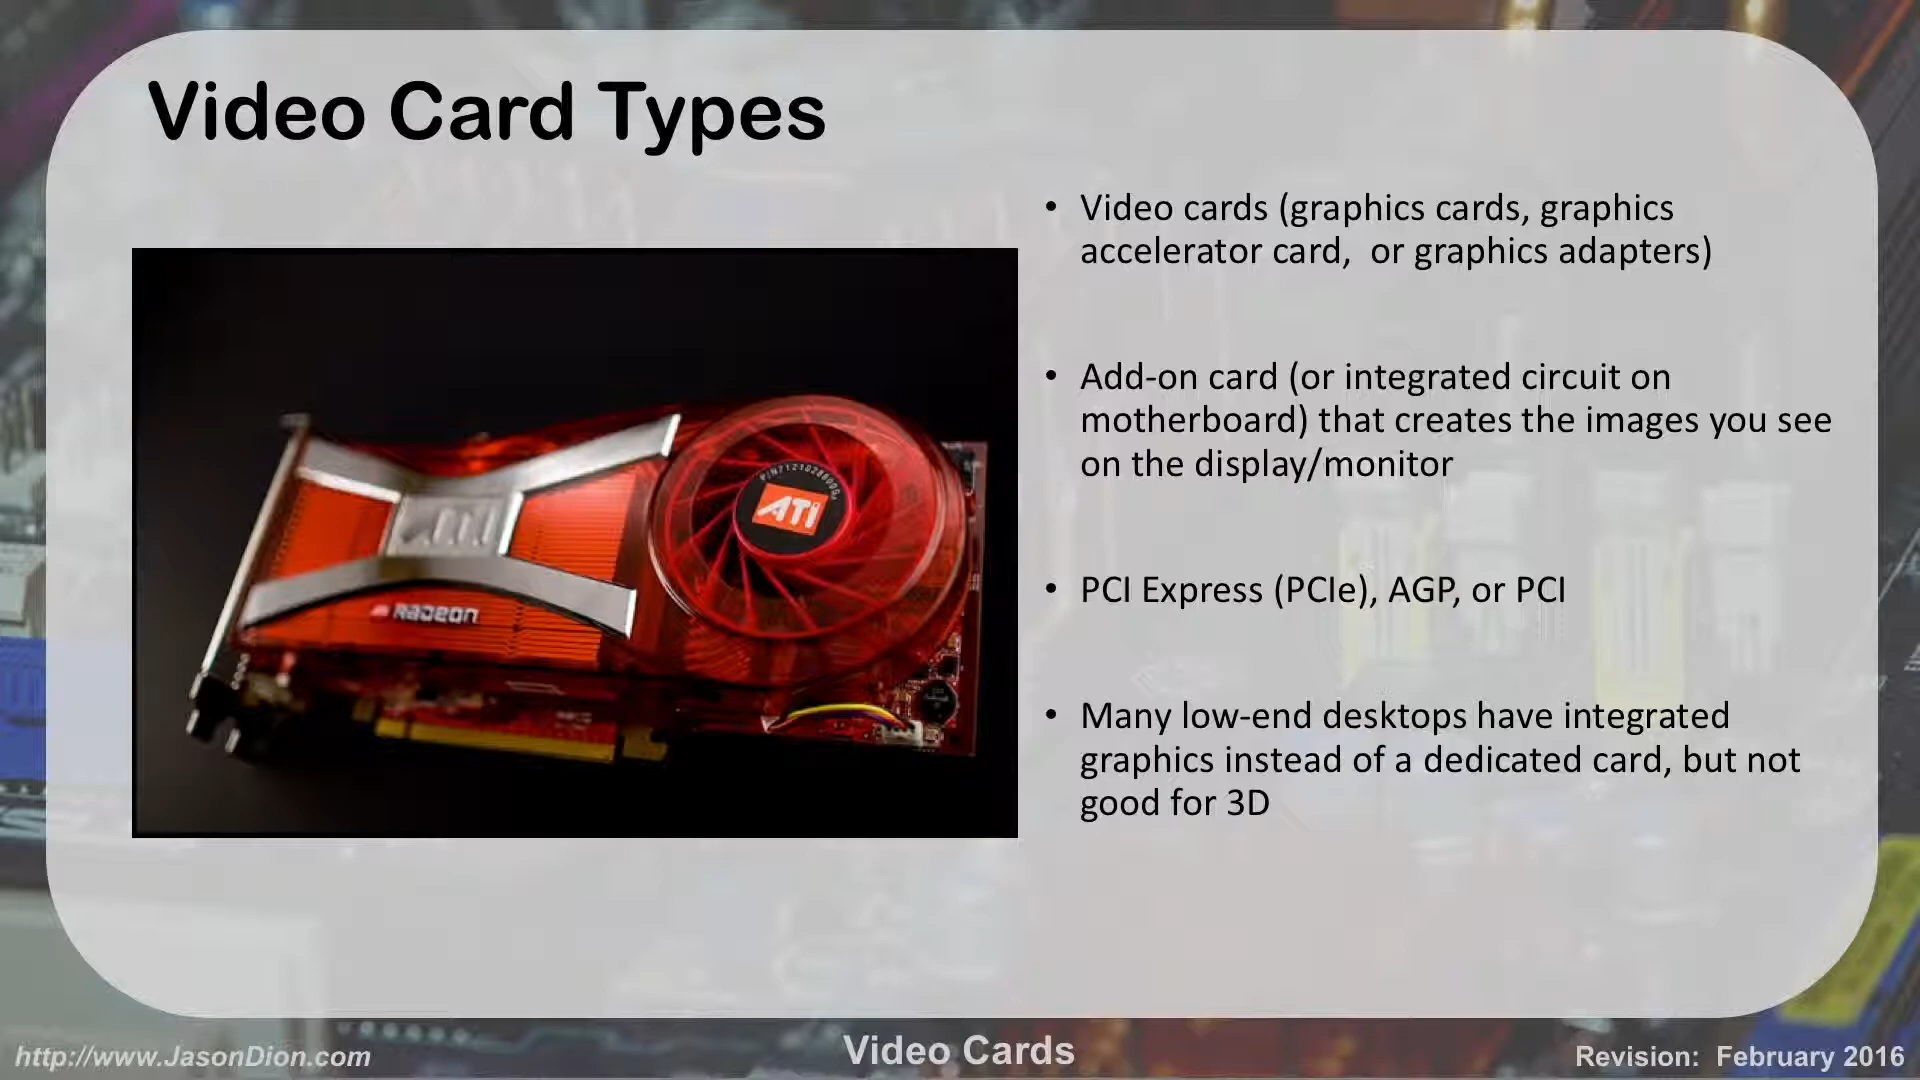 Video Card Types
• Video cards (graphics cards, graphics
accelerator card,  or graphics adapters)
• Add-on card (or integrated circuit on
motherboard) that creates the images you see
on the display/monitor
• PCI Express (PCIe), AGP, or PCI
• Many low-end desktops have integrated
graphics instead of a dedicated card, but not
good for 3D
ATI
RADEON
http://www.JasonDion.com
Video Cards
Revision:  February 2016